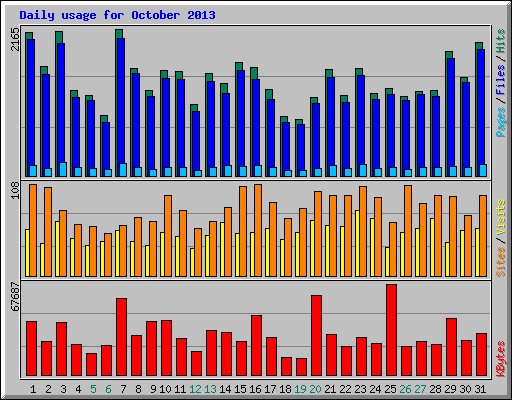 Daily usage for October 2013
2165
Pages / Files / Hits
108
Sites / Visits
67687
KBytes
1 2 3 4 5 6 7 8 9 10 11 12 13 14 15 16 17 18 19 20 21 22 23 24 25 26 27 28 29 30 31